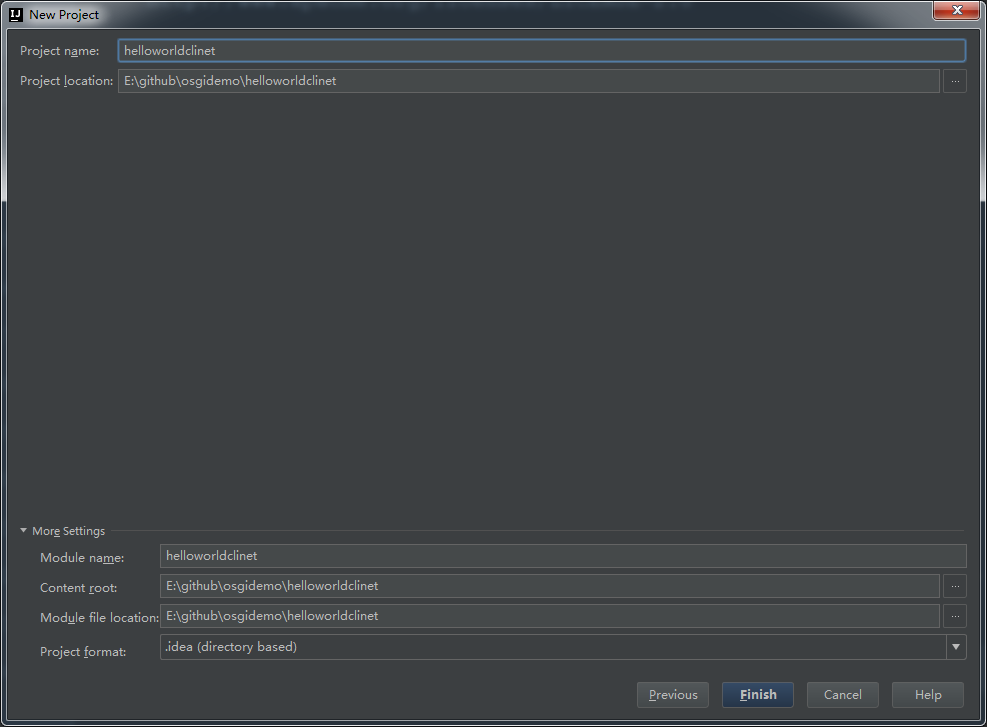 New Project
Project name: helloworldclinet
Project location: E:\github\osgidemo\helloworldclinet ...
More Settings
Module name: helloworldclinet
Content root: E:\github\osgidemo\helloworldclinet ...
Module file location: E:\github\osgidemo\helloworldclinet ...
Project format: .idea (directory based)
Previous Finish Cancel Help